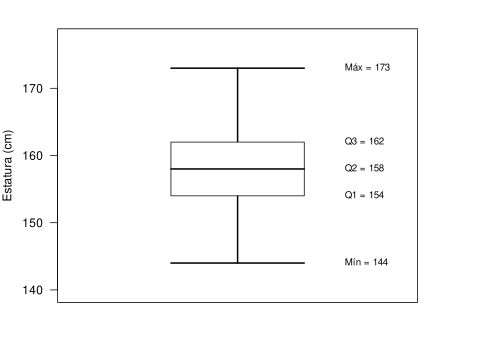 Estatura (cm)
170
160
150
140
Máx = 173
Q3 = 162
Q2 = 158
Q1 = 154
Mín = 144